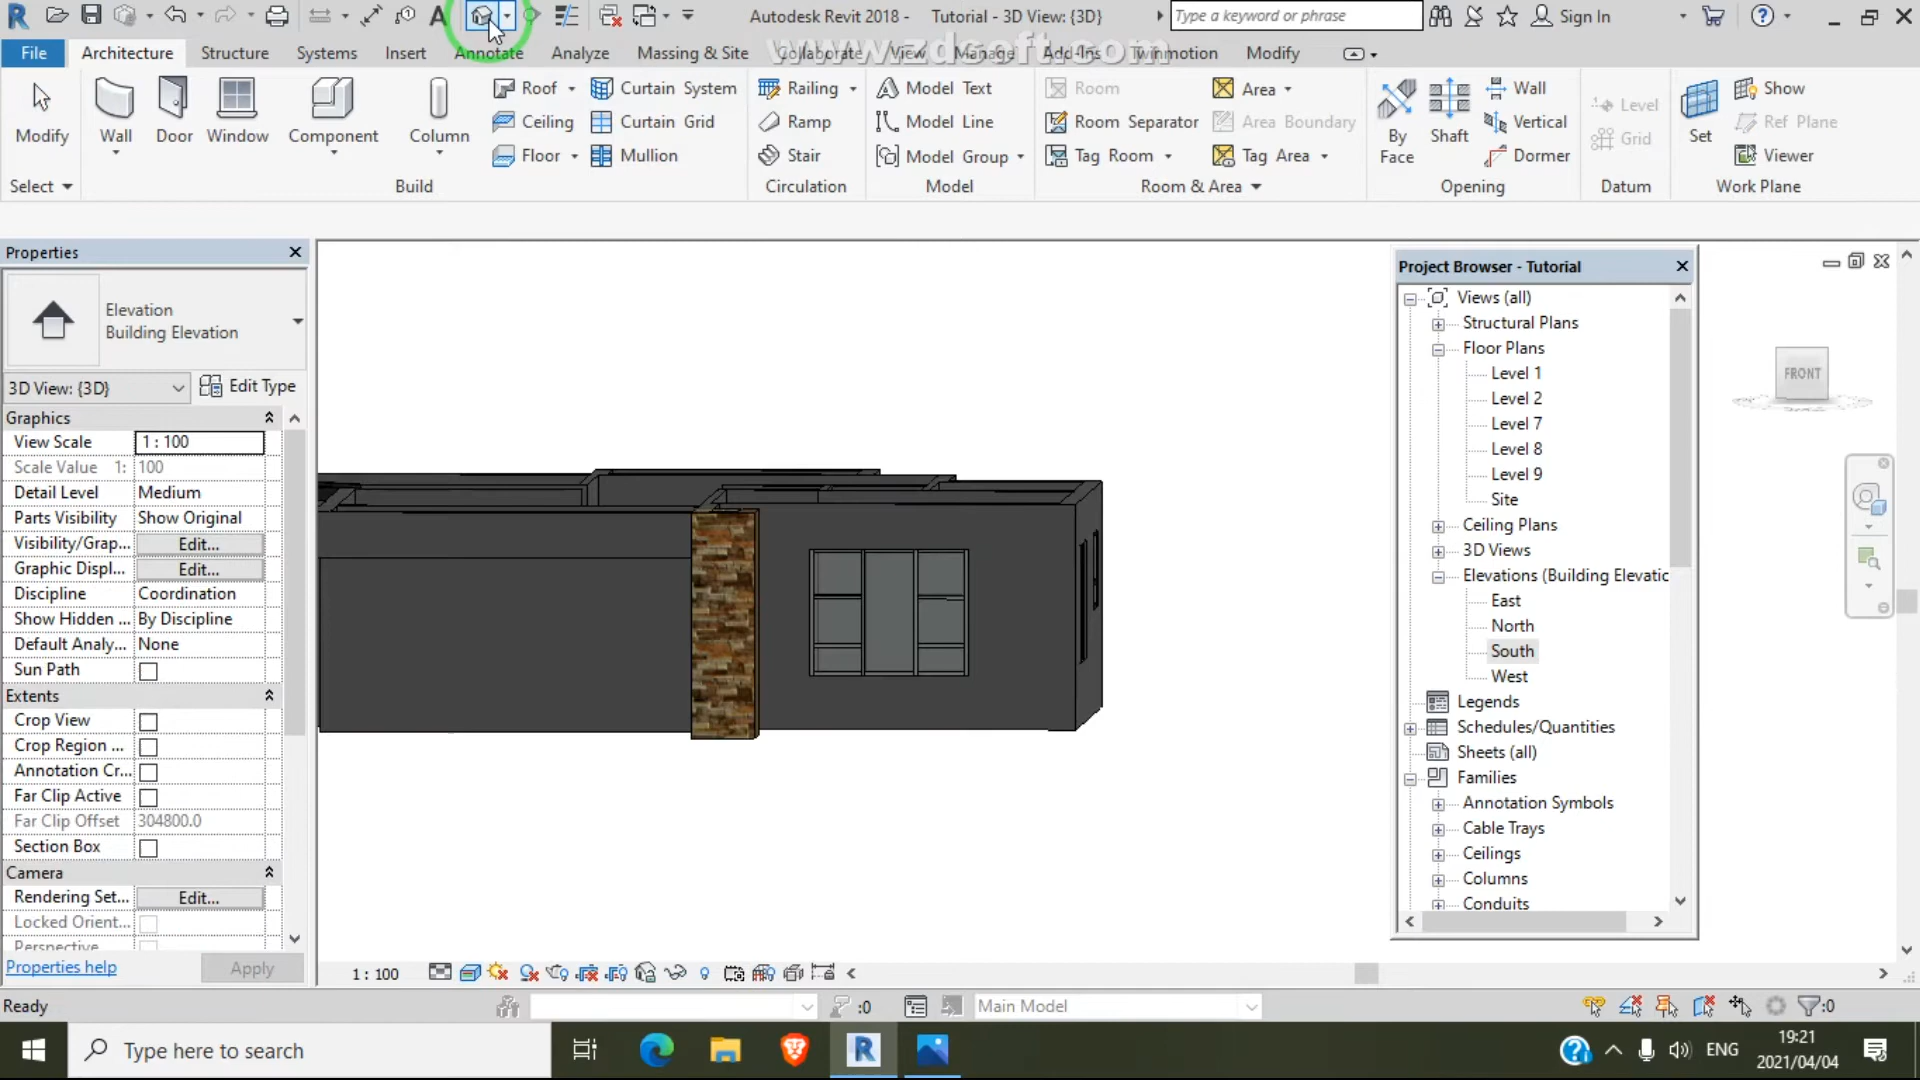 Autodesk Revit 2018 - Tutorial - 3D View: {3D}
Type a keyword or phrase
Sign In
www.zdsoft.com
File Architecture Structure Systems Insert Annotate Analyze Massing & Site Collaborate View Manage Add-Ins Twinmotion Modify
Roof Curtain System Railing Model Text Room Area Wall Level Show
Modify Wall Door Window Component Column Ceiling Curtain Grid Ramp Model Line Room Separator Area Boundary By Face Shaft Vertical Grid Set Ref Plane
Floor Mullion Stair Model Group Tag Room Tag Area Dormer Viewer
Select Build Circulation Model Room & Area Opening Datum Work Plane
Properties
Elevation
Building Elevation
3D View: {3D} Edit Type
Graphics
View Scale 1 : 100
Scale Value 1: 100
Detail Level Medium
Parts Visibility Show Original
Visibility/Grap... Edit...
Graphic Displ... Edit...
Discipline Coordination
Show Hidden ... By Discipline
Default Analy... None
Sun Path
Extents
Crop View
Crop Region ...
Annotation Cr...
Far Clip Active
Far Clip Offset 304800.0
Section Box
Camera
Rendering Set... Edit...
Locked Orient...
Perspective
Properties help Apply
Project Browser - Tutorial
Views (all)
Structural Plans
Floor Plans
Level 1
Level 2
Level 7
Level 8
Level 9
Site
Ceiling Plans
3D Views
Elevations (Building Elevatic
East
North
South
West
Legends
Schedules/Quantities
Sheets (all)
Families
Annotation Symbols
Cable Trays
Ceilings
Columns
Conduits
FRONT
1 : 100
Ready
:0
Main Model
:0
Type here to search
ENG
19:21
2021/04/04